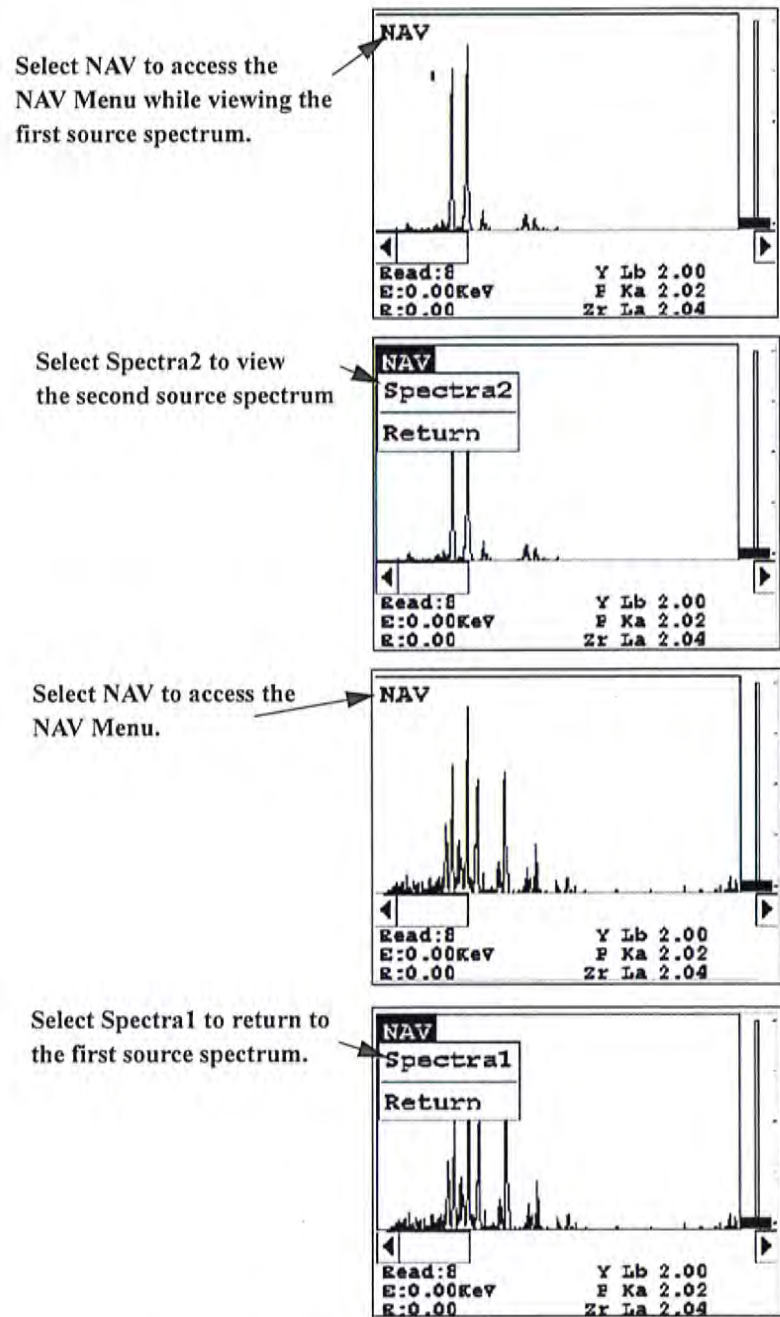 Select NAV to access the
NAV Menu while viewing the
first source spectrum.
NAV
Read:8 Y Lb 2.00
E:0.00KeV P Ka 2.02
R:0.00 Zr La 2.04
Select Spectra2 to view
the second source spectrum
NAV
Spectra2
Return
Read:8 Y Lb 2.00
E:0.00KeV P Ka 2.02
R:0.00 Zr La 2.04
Select NAV to access the
NAV Menu.
NAV
Read:8 Y Lb 2.00
E:0.00KeV P Ka 2.02
R:0.00 Zr La 2.04
Select Spectra1 to return to
the first source spectrum.
NAV
Spectra1
Return
Read:8 Y Lb 2.00
E:0.00KeV P Ka 2.02
R:0.00 Zr La 2.04